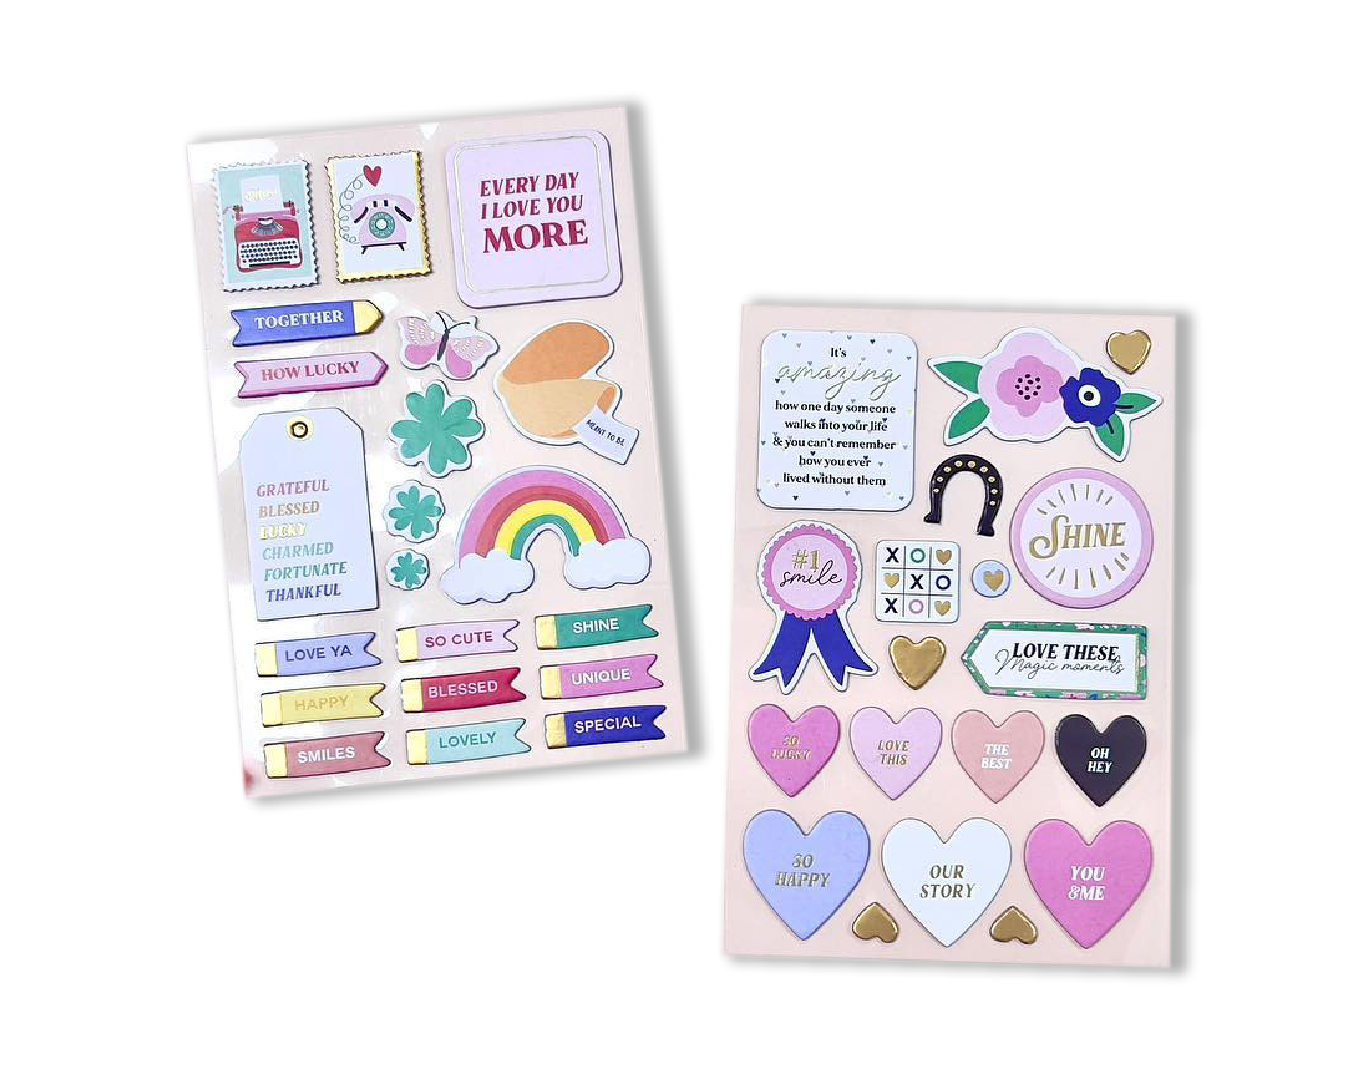 EVERY DAY
I LOVE YOU
MORE
TOGETHER
HOW LUCKY
MEANT TO BE
GRATEFUL
BLESSED
LUCKY
CHARMED
FORTUNATE
THANKFUL
LOVE YA
SO CUTE
SHINE
HAPPY
BLESSED
UNIQUE
SMILES
LOVELY
SPECIAL
It's
amazing
how one day someone
walks into your life
& you can't remember
how you ever
lived without them
SHINE
#1
smile
X O
X O
X O
LOVE THESE
Magic moments
SO
LUCKY
LOVE
THIS
THE
BEST
OH
HEY
SO
HAPPY
OUR
STORY
YOU
&ME